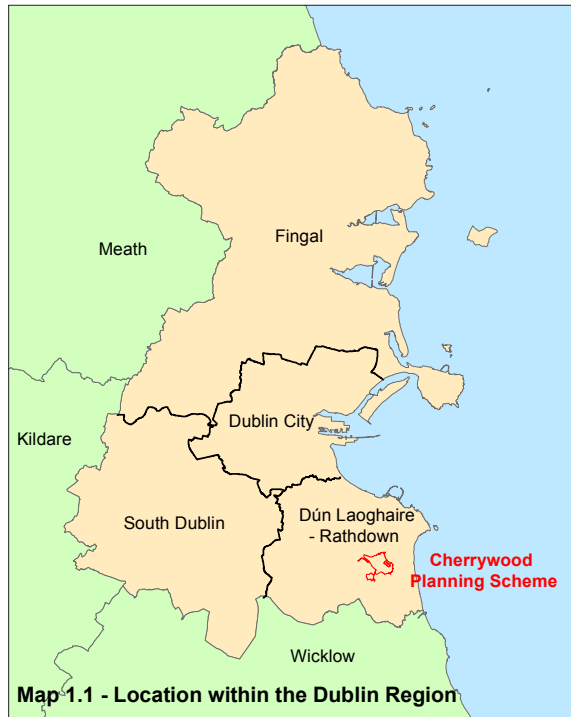 Fingal
Meath
Dublin City
Kildare
South Dublin
Dún Laoghaire
- Rathdown
Cherrywood
Planning Scheme
Wicklow
Map 1.1 - Location within the Dublin Region